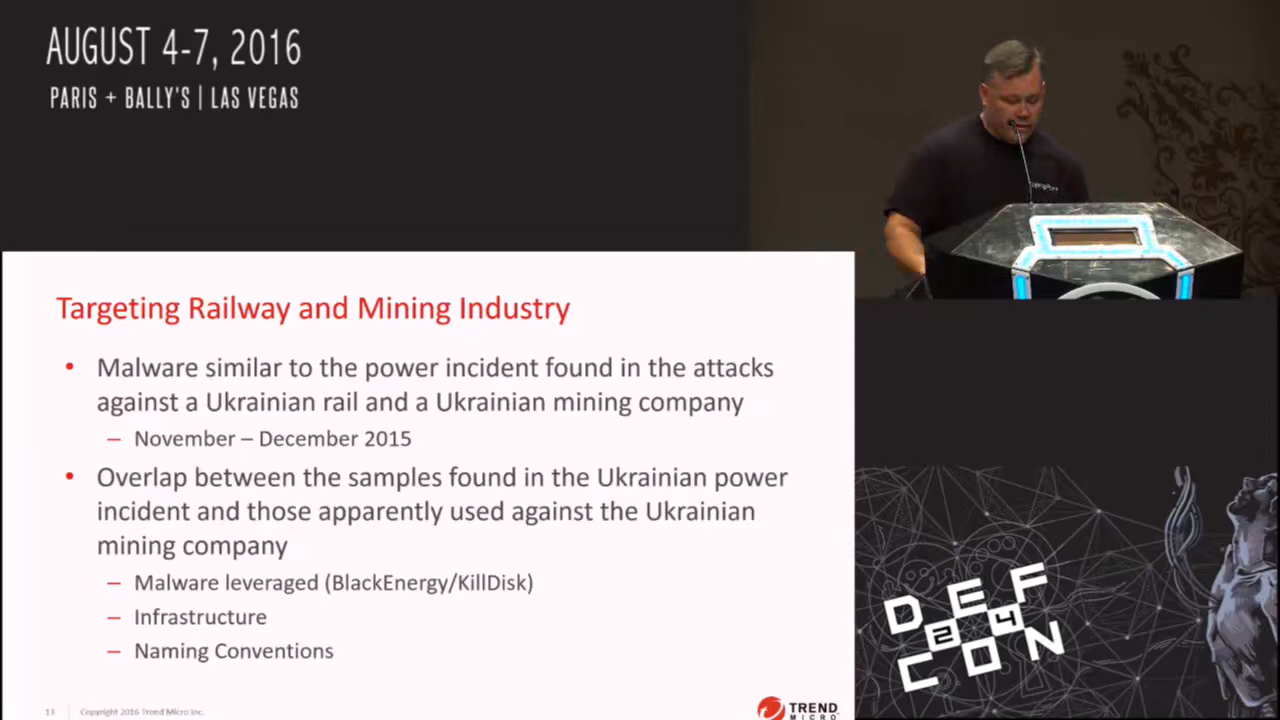 AUGUST 4-7, 2016
PARIS + BALLY'S | LAS VEGAS
Targeting Railway and Mining Industry
• Malware similar to the power incident found in the attacks
against a Ukrainian rail and a Ukrainian mining company
– November – December 2015
• Overlap between the samples found in the Ukrainian power
incident and those apparently used against the Ukrainian
mining company
– Malware leveraged (BlackEnergy/KillDisk)
– Infrastructure
– Naming Conventions
13
Copyright 2016 Trend Micro Inc.
TREND
MICRO
DEF
24
CON